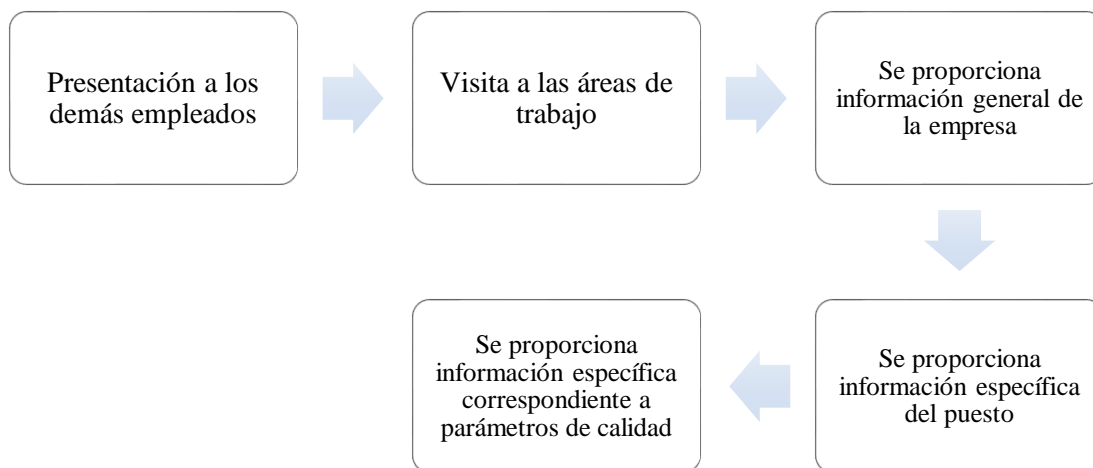 Presentación a los
demás empleados
Visita a las áreas de
trabajo
Se proporciona
información general de
la empresa
Se proporciona
información específica
del puesto
Se proporciona
información específica
correspondiente a
parámetros de calidad